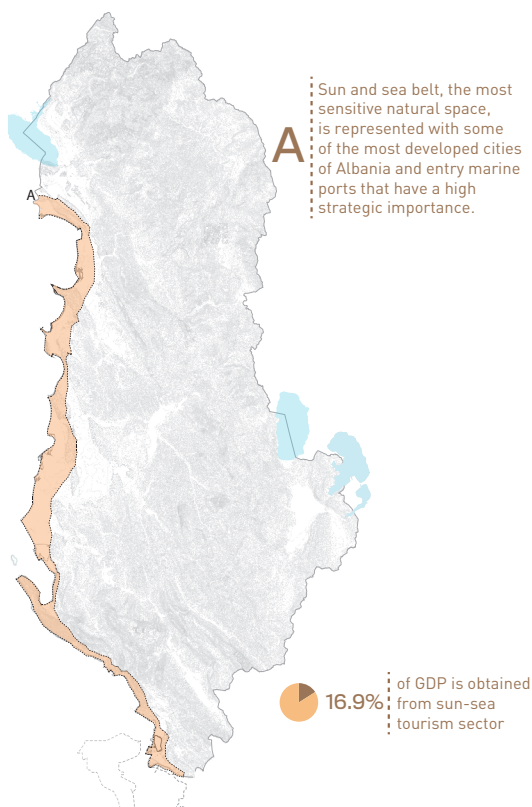 A
Sun and sea belt, the most
sensitive natural space,
is represented with some
of the most developed cities
of Albania and entry marine
ports that have a high
strategic importance.
A
16.9%
of GDP is obtained
from sun-sea
tourism sector